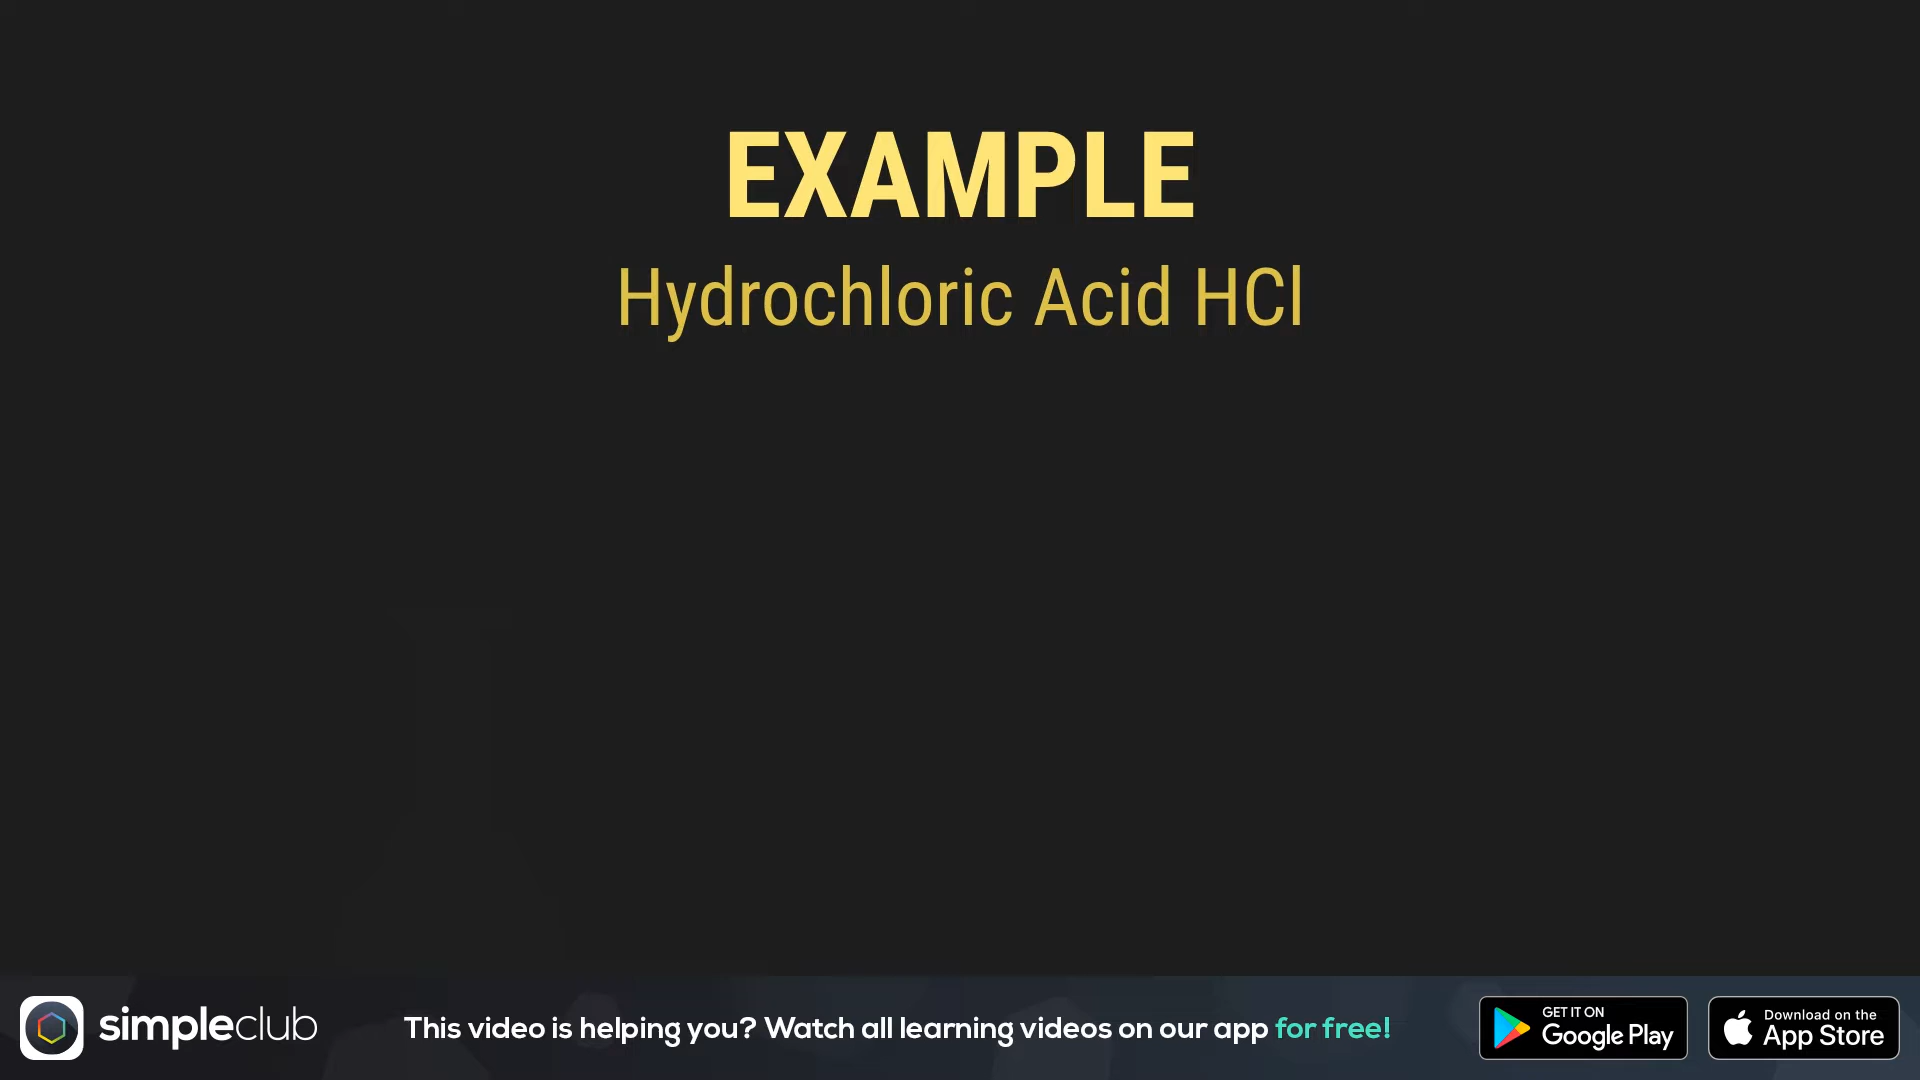 EXAMPLE
Hydrochloric Acid HCl
simpleclub
This video is helping you? Watch all learning videos on our app for free!
GET IT ON
Google Play
Download on the
App Store